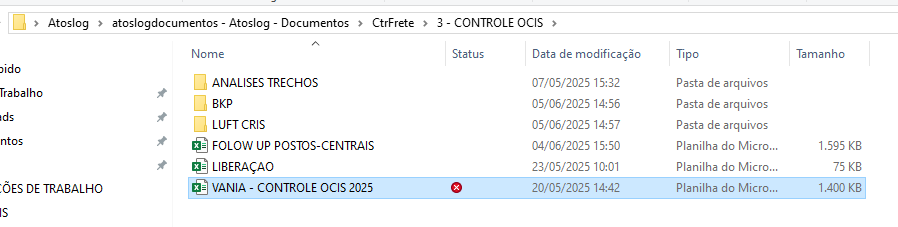 Atoslog > atoslogdocumentos - Atoslog - Documentos > CtrFrete > 3 - CONTROLE OCIS >
Nome Status Data de modificação Tipo Tamanho
ANALISES TRECHOS 07/05/2025 15:32 Pasta de arquivos
BKP 05/06/2025 14:56 Pasta de arquivos
LUFT CRIS 05/06/2025 14:57 Pasta de arquivos
FOLOW UP POSTOS-CENTRAIS 04/06/2025 15:50 Planilha do Micro... 1.595 KB
LIBERAÇAO 23/05/2025 10:01 Planilha do Micro... 75 KB
VANIA - CONTROLE OCIS 2025 20/05/2025 14:42 Planilha do Micro... 1.400 KB
pido
Trabalho
nds
ntos
ÇÕES DE TRABALHO
IS